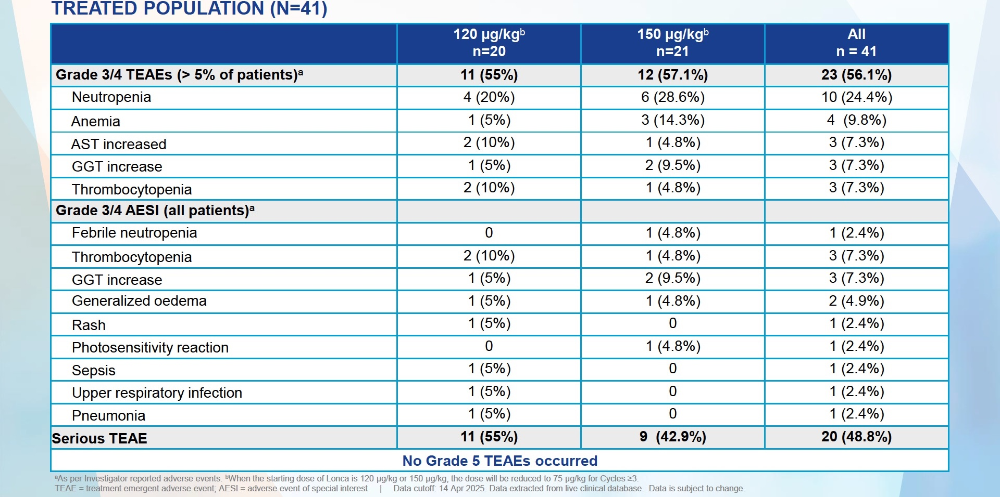 TREATED POPULATION (N=41)
120 µg/kgᵇ 150 µg/kgᵇ All
n=20 n=21 n = 41
Grade 3/4 TEAEs (> 5% of patients)ᵃ 11 (55%) 12 (57.1%) 23 (56.1%)
Neutropenia 4 (20%) 6 (28.6%) 10 (24.4%)
Anemia 1 (5%) 3 (14.3%) 4 (9.8%)
AST increased 2 (10%) 1 (4.8%) 3 (7.3%)
GGT increase 1 (5%) 2 (9.5%) 3 (7.3%)
Thrombocytopenia 2 (10%) 1 (4.8%) 3 (7.3%)
Grade 3/4 AESI (all patients)ᵃ
Febrile neutropenia 0 1 (4.8%) 1 (2.4%)
Thrombocytopenia 2 (10%) 1 (4.8%) 3 (7.3%)
GGT increase 1 (5%) 2 (9.5%) 3 (7.3%)
Generalized oedema 1 (5%) 1 (4.8%) 2 (4.9%)
Rash 1 (5%) 0 1 (2.4%)
Photosensitivity reaction 0 1 (4.8%) 1 (2.4%)
Sepsis 1 (5%) 0 1 (2.4%)
Upper respiratory infection 1 (5%) 0 1 (2.4%)
Pneumonia 1 (5%) 0 1 (2.4%)
Serious TEAE 11 (55%) 9 (42.9%) 20 (48.8%)
No Grade 5 TEAEs occurred
ᵃAs per Investigator reported adverse events. ᵇWhen the starting dose of Lonca is 120 µg/kg or 150 µg/kg, the dose will be reduced to 75 µg/kg for Cycles ≥3.
TEAE = treatment emergent adverse event; AESI = adverse event of special interest | Data cutoff: 14 Apr 2025. Data extracted from live clinical database. Data is subject to change.